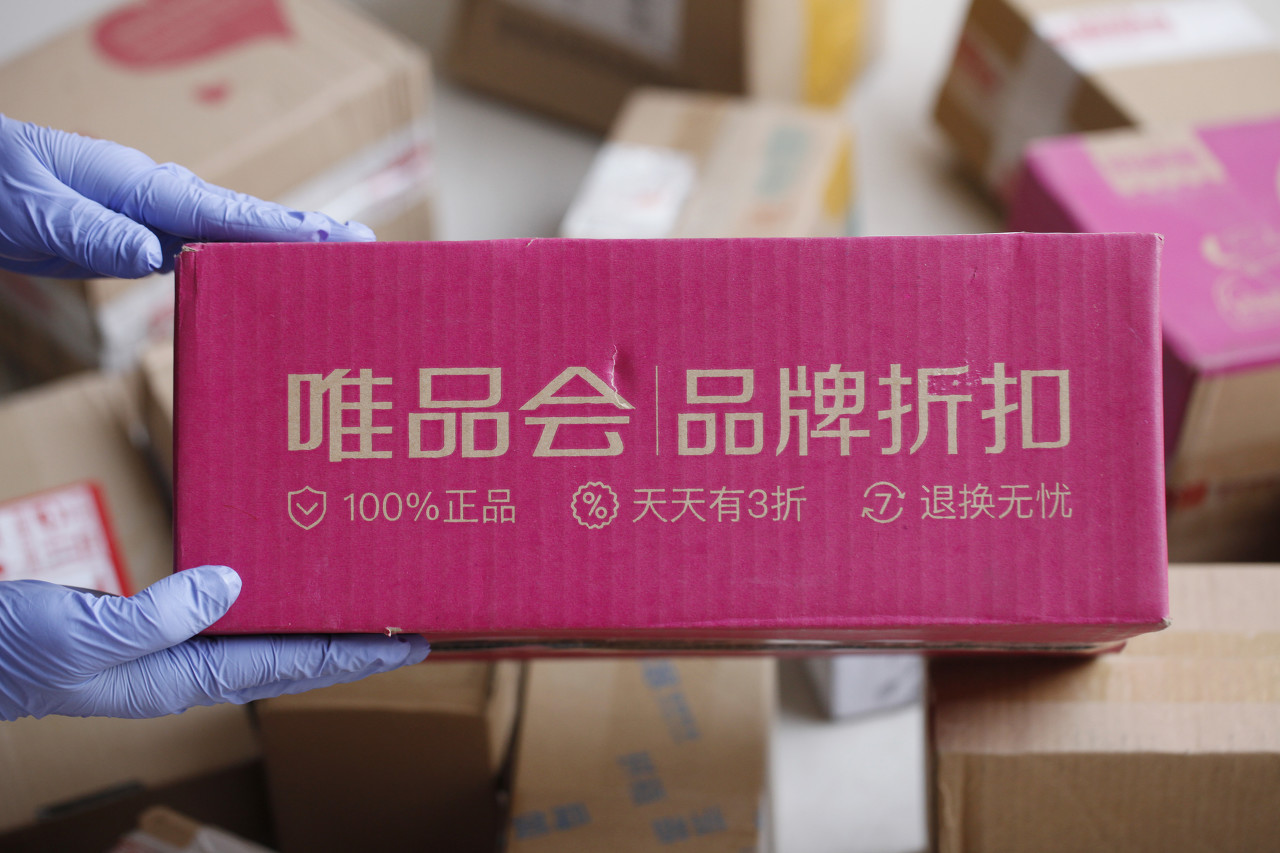 唯品会 | 品牌折扣
100%正品 天天有3折 7 退换无忧